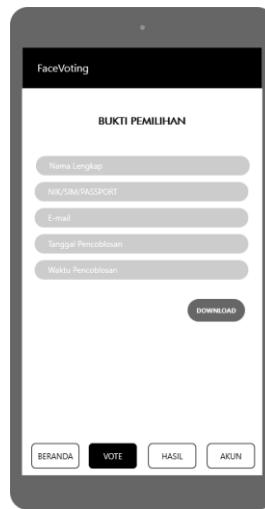 FaceVoting
BUKTI PEMILIHAN
Nama Lengkap
NIK/SIM/PASSPORT
E-mail
Tanggal Pencoblosan
Waktu Pencoblosan
DOWNLOAD
BERANDA VOTE HASIL AKUN